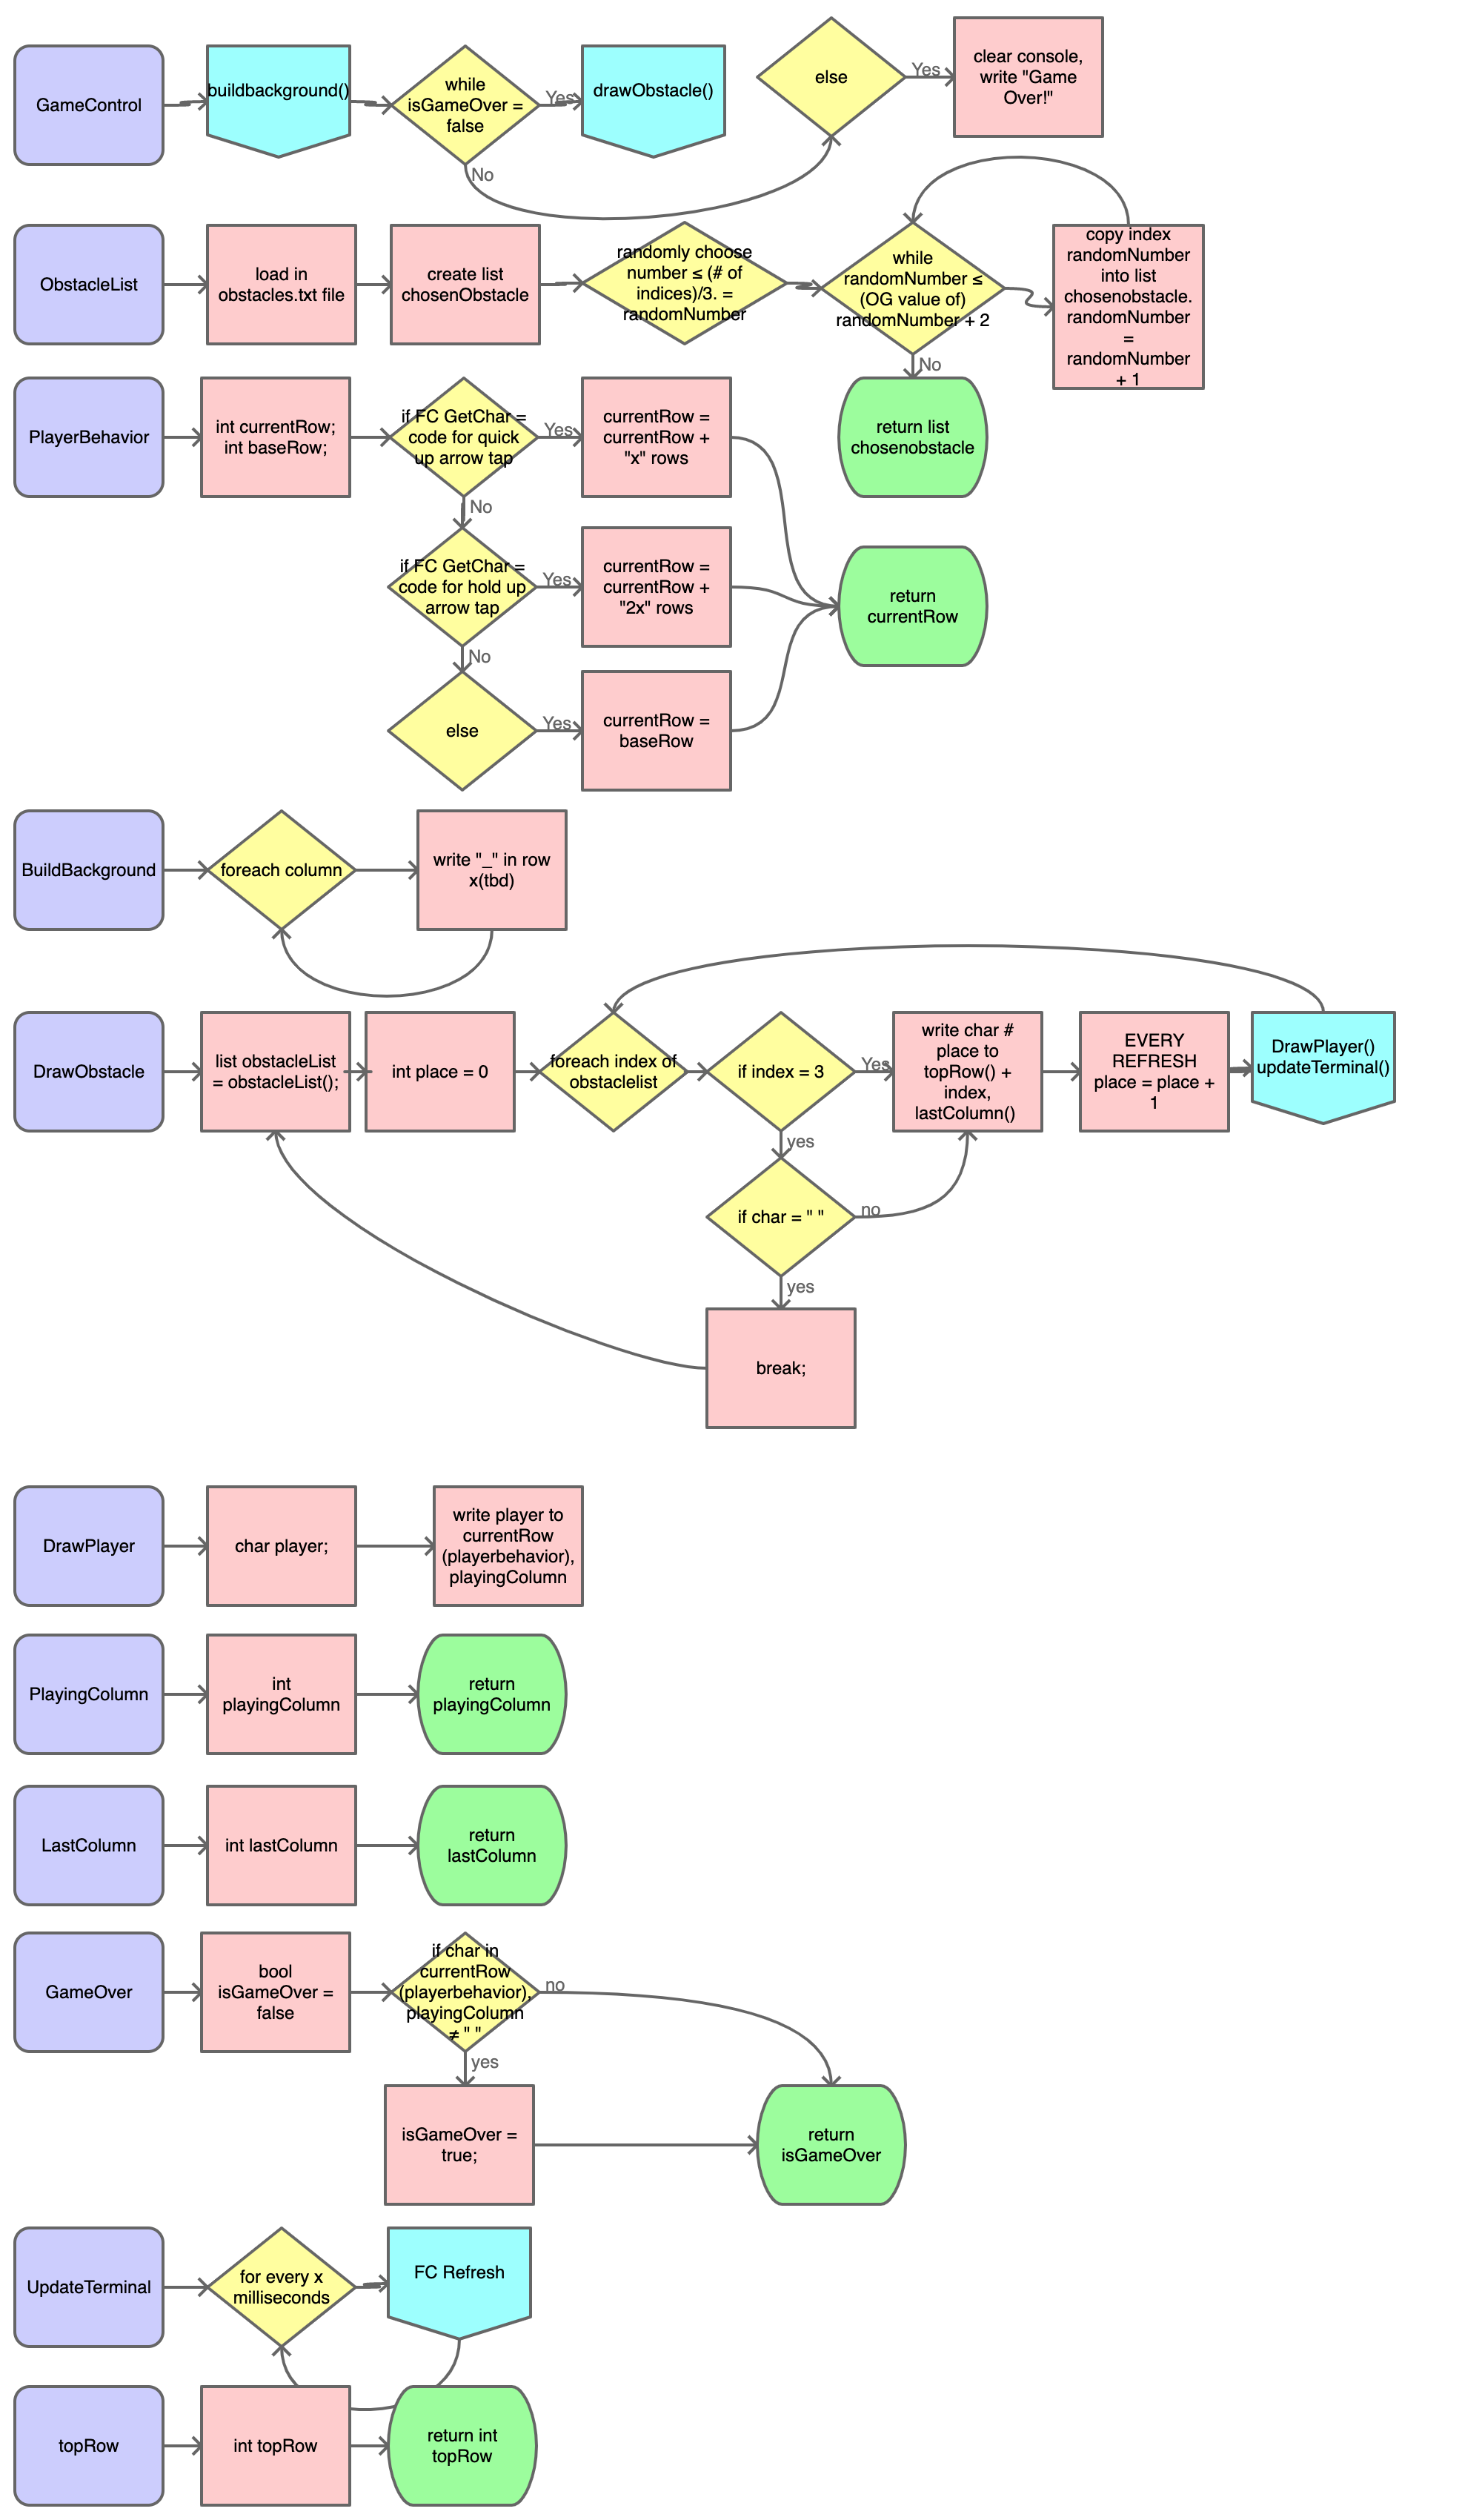 GameControl
buildbackground()
while
isGameOver =
false
Yes
drawObstacle()
No
else
Yes
clear console,
write "Game
Over!"
ObstacleList
load in
obstacles.txt file
create list
chosenObstacle
randomly choose
number ≤ (# of
indices)/3. =
randomNumber
while
randomNumber ≤
(OG value of)
randomNumber + 2
copy index
randomNumber
into list
chosenobstacle.
randomNumber
=
randomNumber
+ 1
No
return list
chosenobstacle
PlayerBehavior
int currentRow;
int baseRow;
if FC GetChar =
code for quick
up arrow tap
Yes
currentRow =
currentRow +
"x" rows
No
if FC GetChar =
code for hold up
arrow tap
Yes
currentRow =
currentRow +
"2x" rows
return
currentRow
No
else
Yes
currentRow =
baseRow
BuildBackground
foreach column
write "_" in row
x(tbd)
DrawObstacle
list obstacleList
= obstacleList();
int place = 0
foreach index of
obstaclelist
if index = 3
Yes
write char #
place to
topRow() +
index,
lastColumn()
EVERY
REFRESH
place = place +
1
DrawPlayer()
updateTerminal()
yes
if char = " "
no
yes
break;
DrawPlayer
char player;
write player to
currentRow
(playerbehavior),
playingColumn
PlayingColumn
int
playingColumn
return
playingColumn
LastColumn
int lastColumn
return
lastColumn
GameOver
bool
isGameOver =
false
if char in
currentRow
(playerbehavior),
playingColumn
≠ " "
no
yes
isGameOver =
true;
return
isGameOver
UpdateTerminal
for every x
milliseconds
FC Refresh
topRow
int topRow
return int
topRow